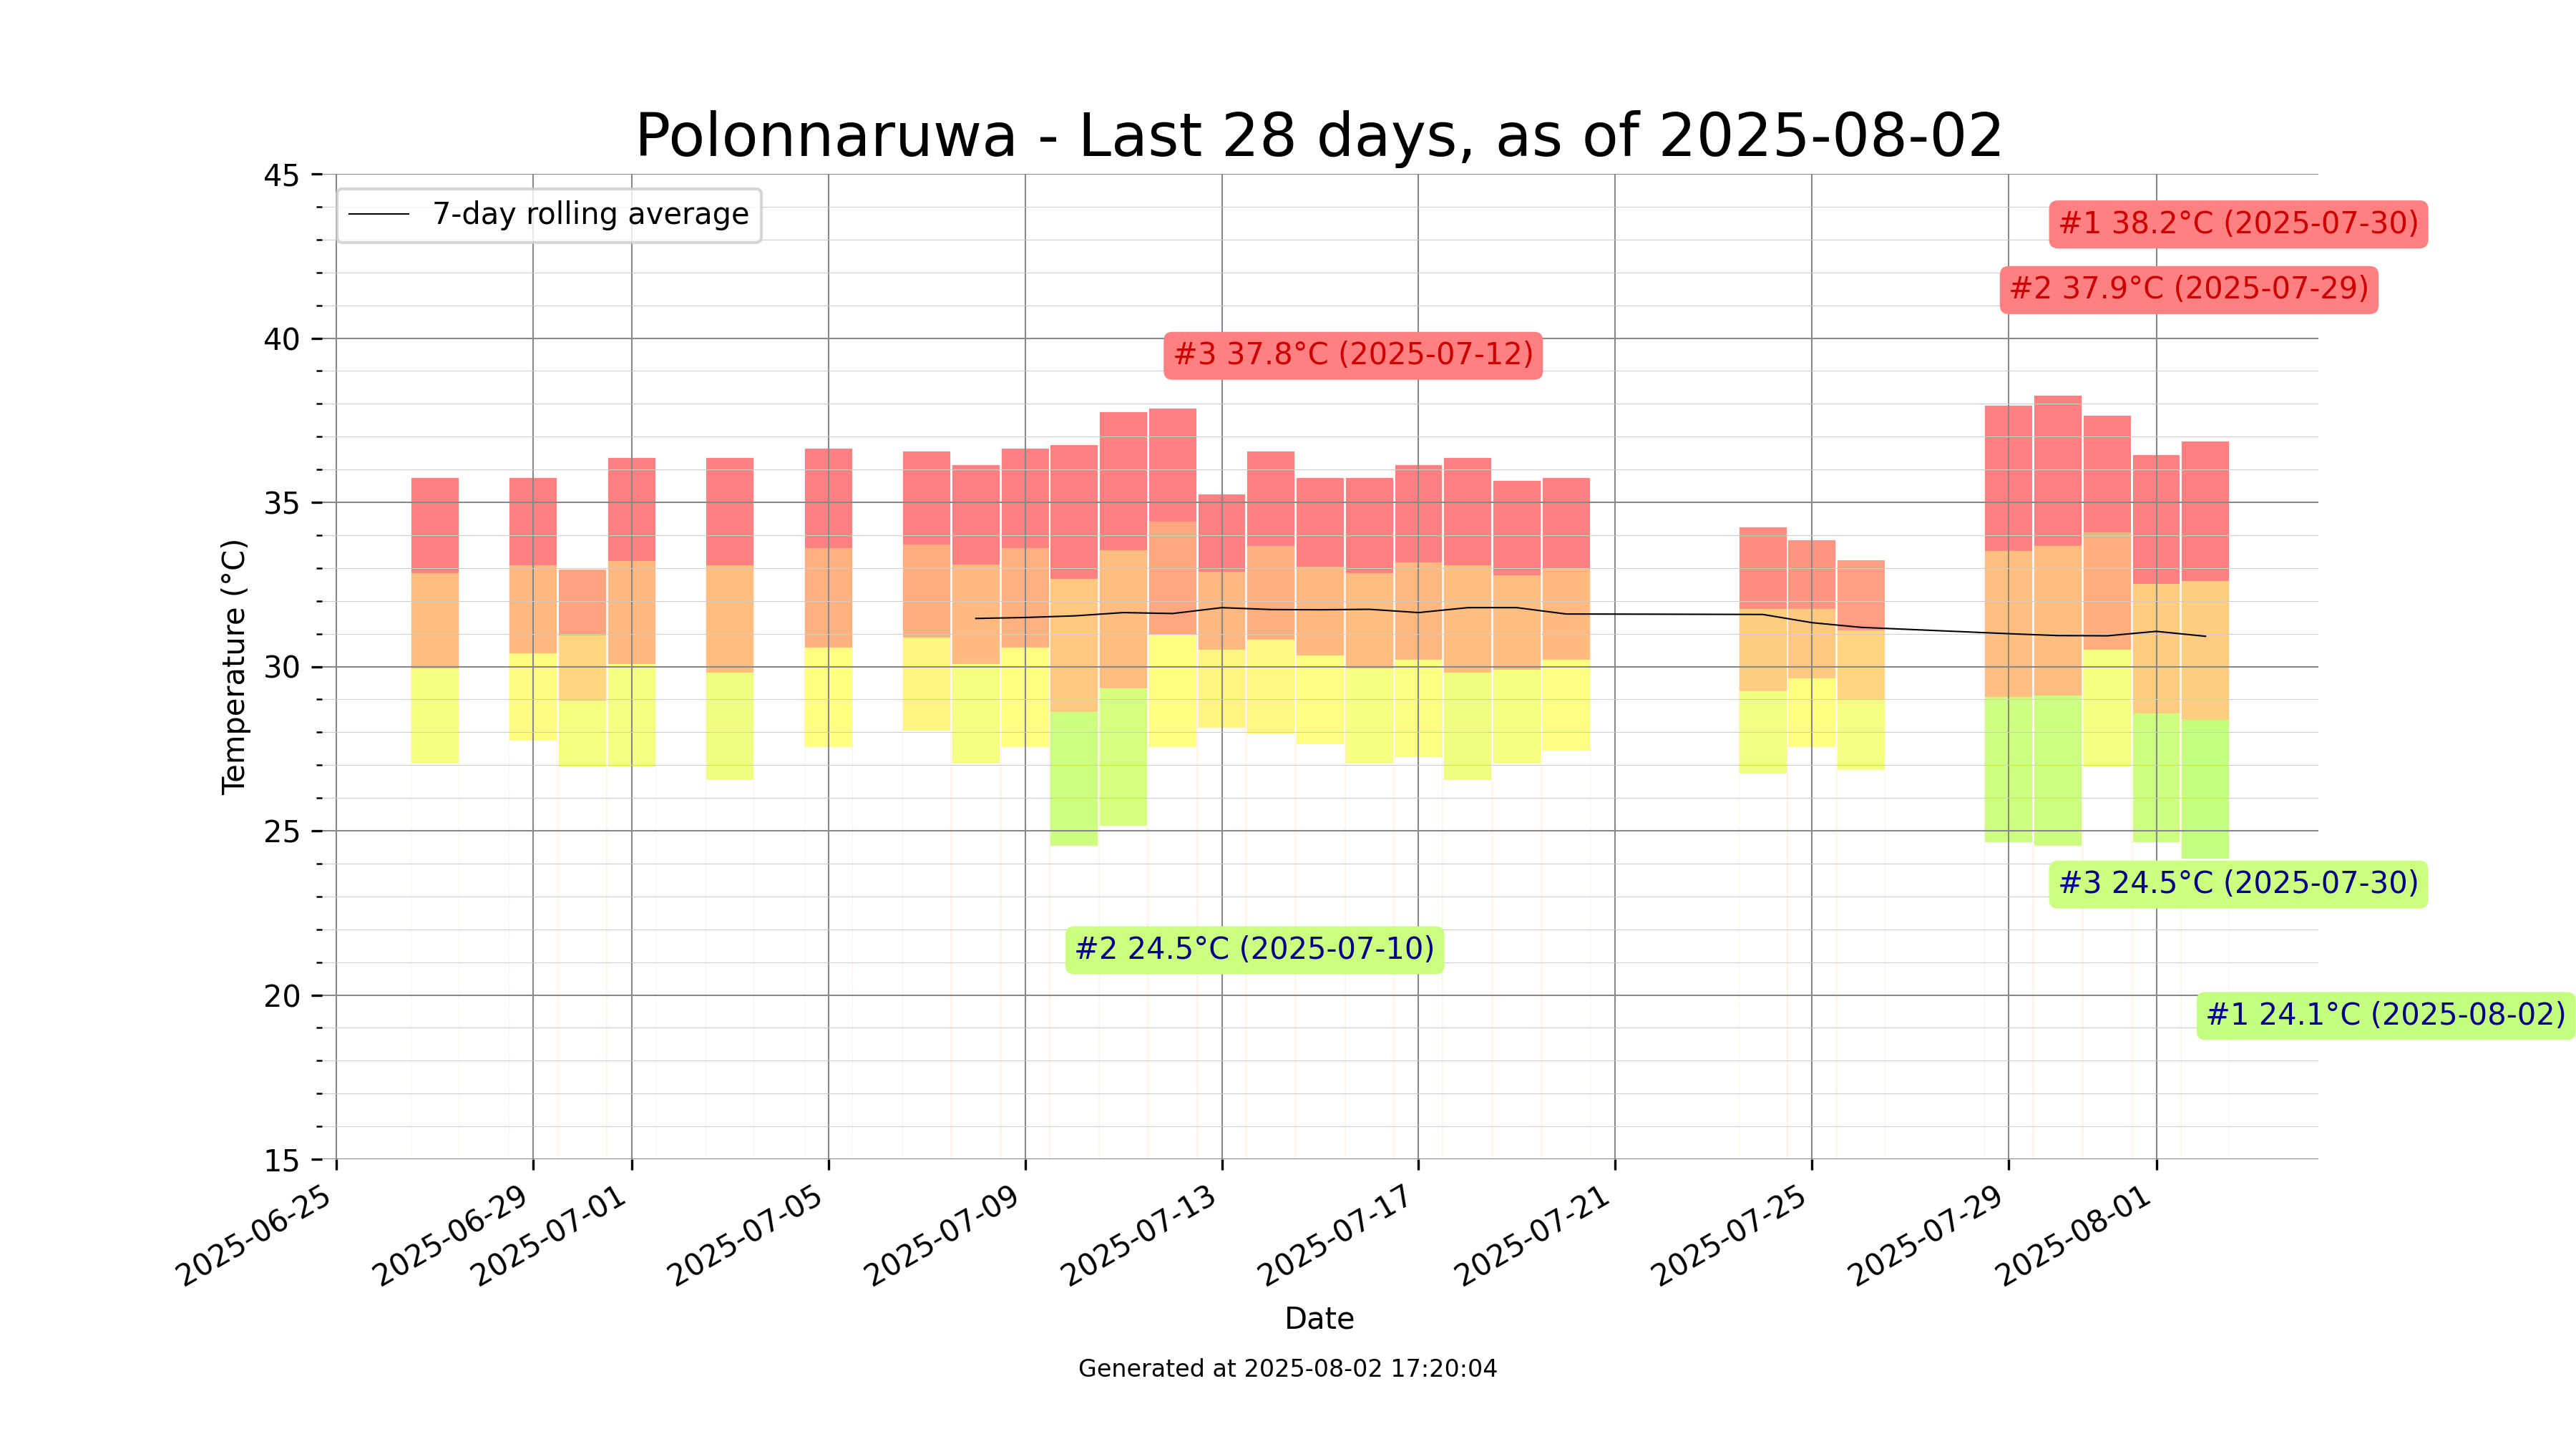 Polonnaruwa - Last 28 days, as of 2025-08-02
45
7-day rolling average
#1 38.2°C (2025-07-30)
#2 37.9°C (2025-07-29)
40
#3 37.8°C (2025-07-12)
35
Temperature (°C)
30
25
#3 24.5°C (2025-07-30)
#2 24.5°C (2025-07-10)
20
#1 24.1°C (2025-08-02)
15
2025-06-25
2025-06-29
2025-07-01
2025-07-05
2025-07-09
2025-07-13
2025-07-17
2025-07-21
2025-07-25
2025-07-29
2025-08-01
Date
Generated at 2025-08-02 17:20:04